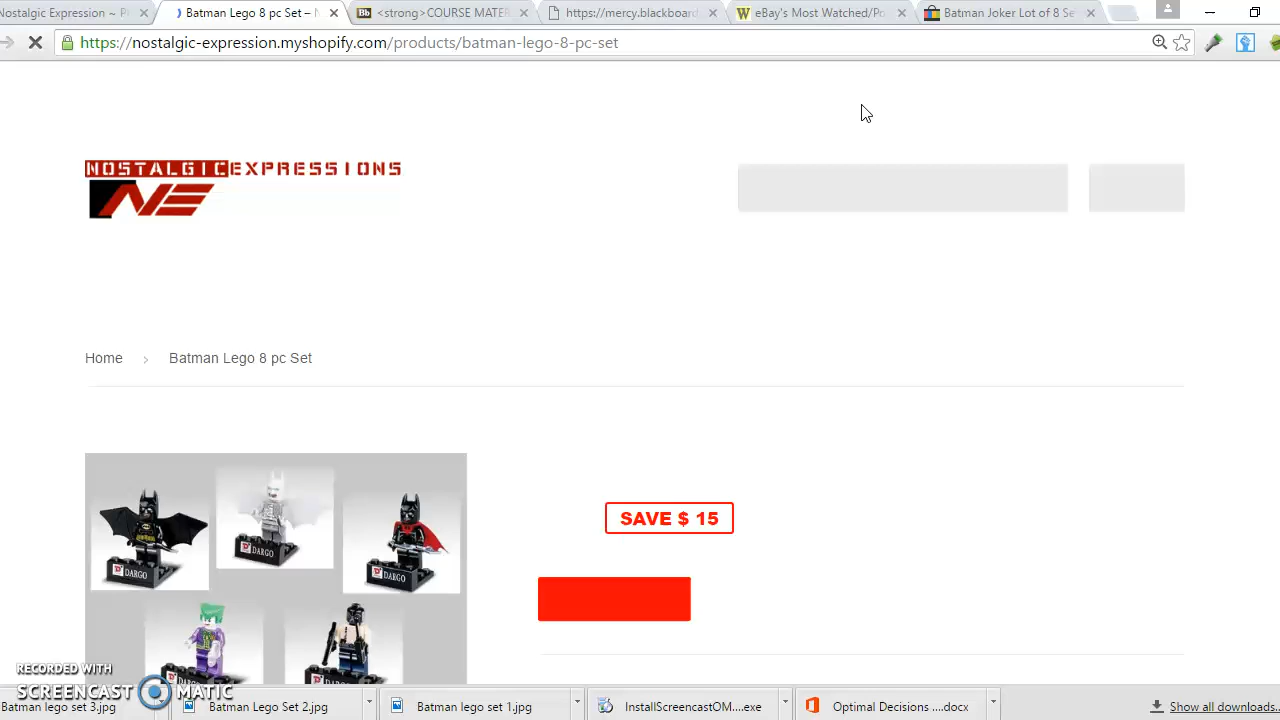 Nostalgic Expression ~ P
Batman Lego 8 pc Set – N
Bb <strong>COURSE MATER
https://mercy.blackboard
W eBay's Most Watched/Po
Batman Joker Lot of 8 Se
https://nostalgic-expression.myshopify.com/products/batman-lego-8-pc-set
NOSTALGICEXPRESSIONS
NE
Home › Batman Lego 8 pc Set
SAVE $ 15
DARGO
DARGO
DARGO
RECORDED WITH
SCREENCAST MATIC
Batman lego set 3.jpg
Batman Lego Set 2.jpg
Batman lego set 1.jpg
InstallScreencastOM....exe
Optimal Decisions ....docx
Show all downloads.